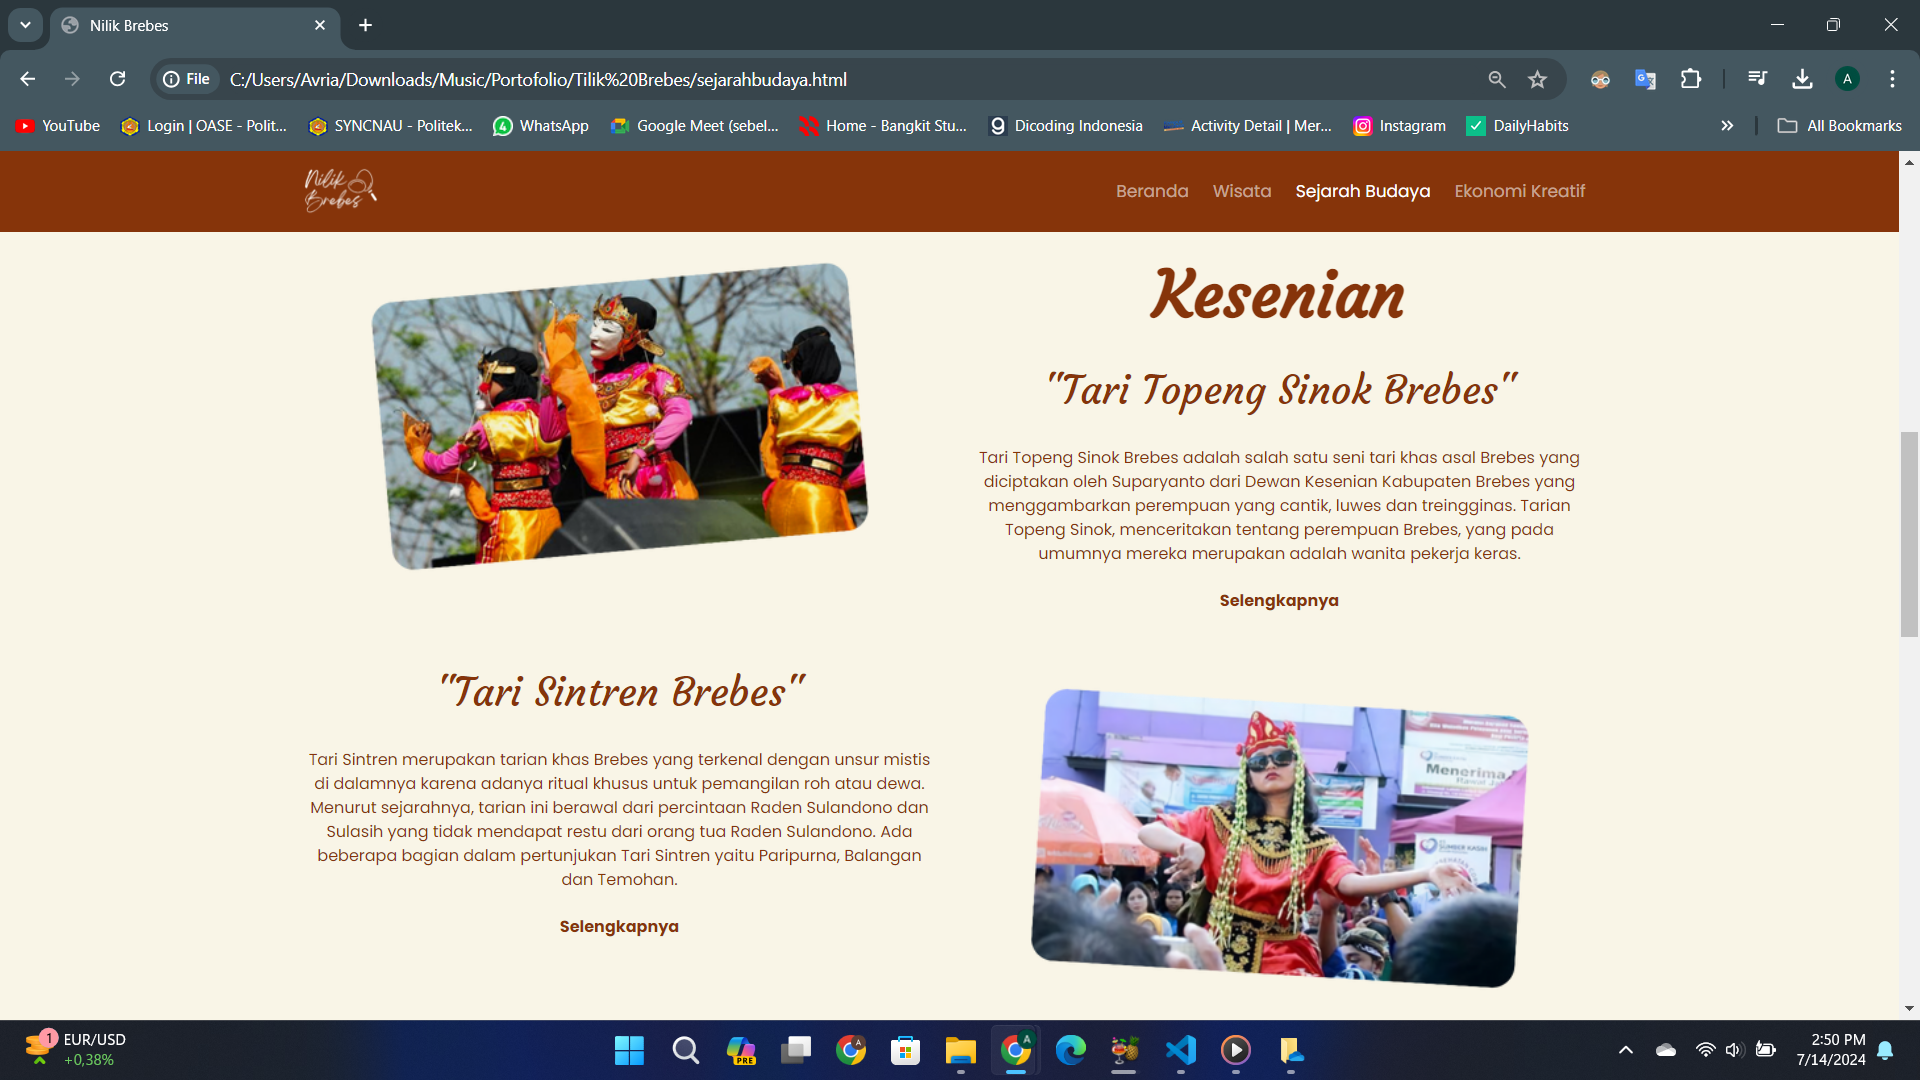 Nilik Brebes
File
C:/Users/Avria/Downloads/Music/Portofolio/Tilik%20Brebes/sejarahbudaya.html
A
YouTube
Login | OASE - Polit...
SYNCNAU - Politek...
4
WhatsApp
Google Meet (sebel...
Home - Bangkit Stu...
Dicoding Indonesia
Activity Detail | Mer...
Instagram
DailyHabits
All Bookmarks
Nilik
Brebes
Beranda
Wisata
Sejarah Budaya
Ekonomi Kreatif
Kesenian
"Tari Topeng Sinok Brebes"
Tari Topeng Sinok Brebes adalah salah satu seni tari khas asal Brebes yang
diciptakan oleh Suparyanto dari Dewan Kesenian Kabupaten Brebes yang
menggambarkan perempuan yang cantik, luwes dan treingginas. Tarian
Topeng Sinok, menceritakan tentang perempuan Brebes, yang pada
umumnya mereka merupakan adalah wanita pekerja keras.
Selengkapnya
"Tari Sintren Brebes"
Tari Sintren merupakan tarian khas Brebes yang terkenal dengan unsur mistis
di dalamnya karena adanya ritual khusus untuk pemangilan roh atau dewa.
Menurut sejarahnya, tarian ini berawal dari percintaan Raden Sulandono dan
Sulasih yang tidak mendapat restu dari orang tua Raden Sulandono. Ada
beberapa bagian dalam pertunjukan Tari Sintren yaitu Paripurna, Balangan
dan Temohan.
Selengkapnya
Menerima
SUMBER KASIH
1
EUR/USD
+0,38%
PRE
A
A
2:50 PM
7/14/2024